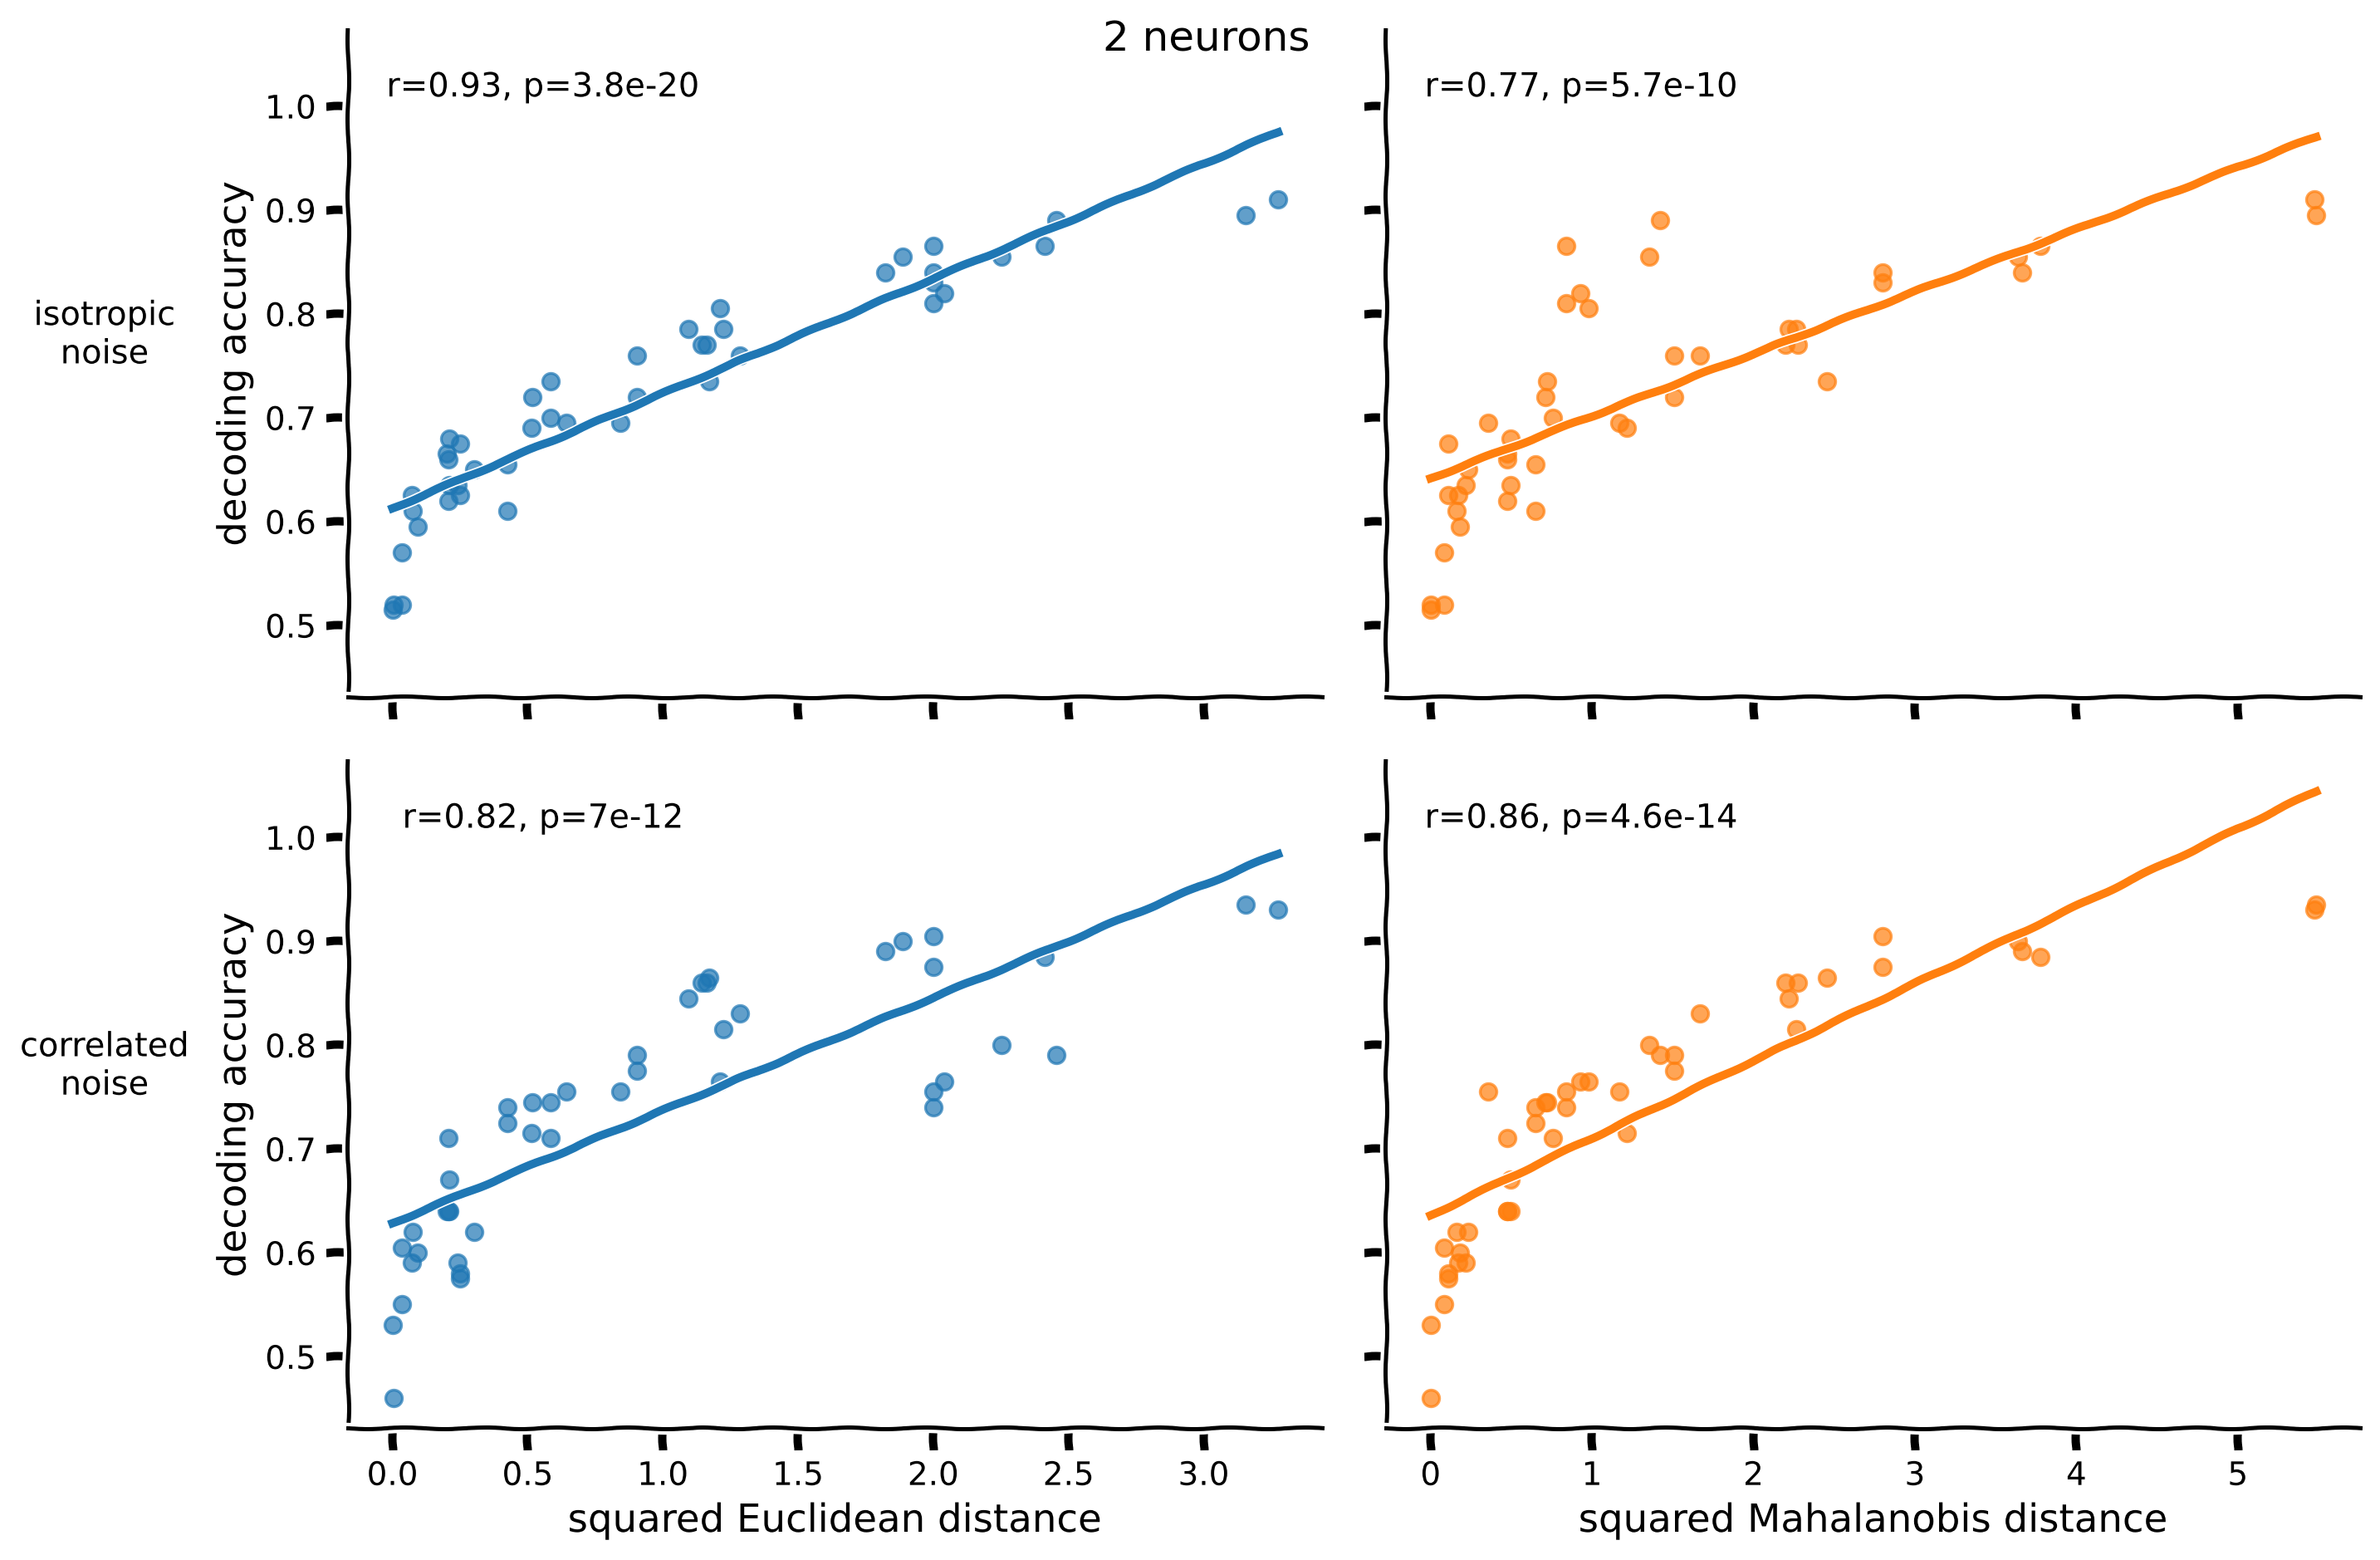 2 neurons
r=0.93, p=3.8e-20
r=0.77, p=5.7e-10
isotropic
noise
decoding accuracy
1.0
0.9
0.8
0.7
0.6
0.5
r=0.82, p=7e-12
r=0.86, p=4.6e-14
correlated
noise
decoding accuracy
1.0
0.9
0.8
0.7
0.6
0.5
0.0 0.5 1.0 1.5 2.0 2.5 3.0
0 1 2 3 4 5
squared Euclidean distance
squared Mahalanobis distance